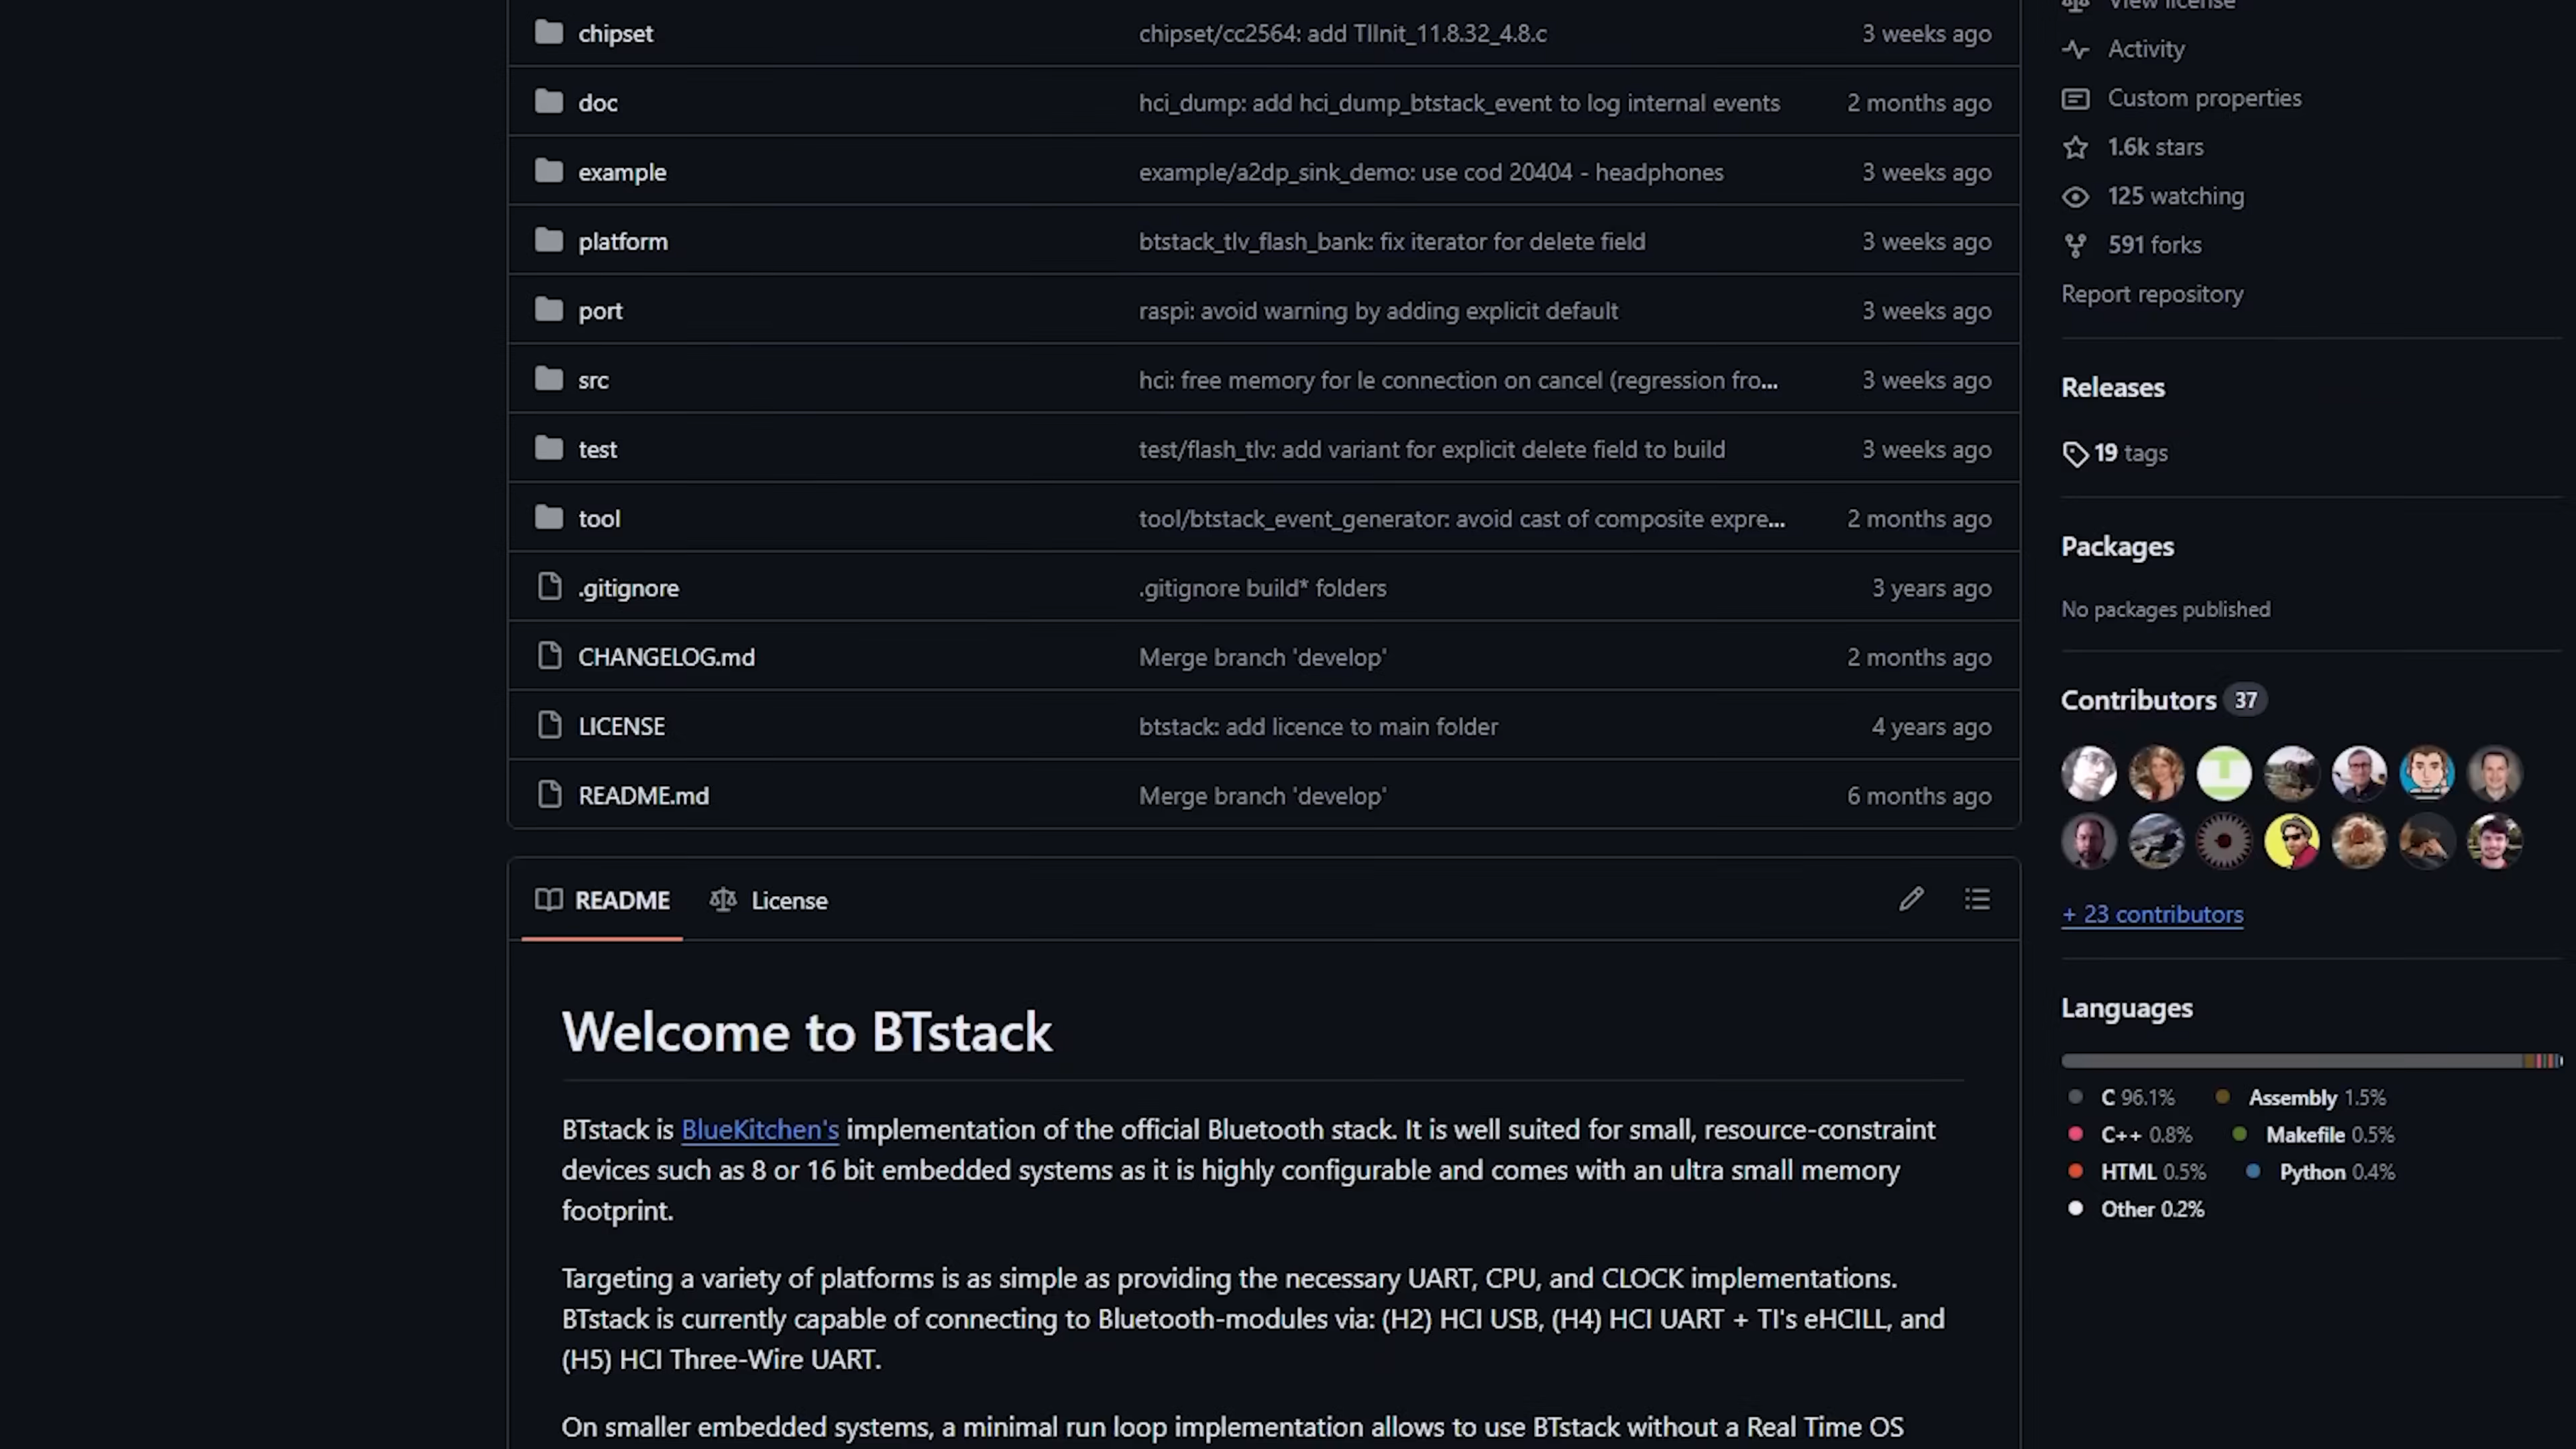 chipset chipset/cc2564: add TIInit_11.8.32_4.8.c 3 weeks ago
doc hci_dump: add hci_dump_btstack_event to log internal events 2 months ago
example example/a2dp_sink_demo: use cod 20404 - headphones 3 weeks ago
platform btstack_tlv_flash_bank: fix iterator for delete field 3 weeks ago
port raspi: avoid warning by adding explicit default 3 weeks ago
src hci: free memory for le connection on cancel (regression fro... 3 weeks ago
test test/flash_tlv: add variant for explicit delete field to build 3 weeks ago
tool tool/btstack_event_generator: avoid cast of composite expre... 2 months ago
.gitignore .gitignore build* folders 3 years ago
CHANGELOG.md Merge branch 'develop' 2 months ago
LICENSE btstack: add licence to main folder 4 years ago
README.md Merge branch 'develop' 6 months ago
README License
Welcome to BTstack
BTstack is BlueKitchen's implementation of the official Bluetooth stack. It is well suited for small, resource-constraint
devices such as 8 or 16 bit embedded systems as it is highly configurable and comes with an ultra small memory
footprint.
Targeting a variety of platforms is as simple as providing the necessary UART, CPU, and CLOCK implementations.
BTstack is currently capable of connecting to Bluetooth-modules via: (H2) HCI USB, (H4) HCI UART + TI's eHCILL, and
(H5) HCI Three-Wire UART.
On smaller embedded systems, a minimal run loop implementation allows to use BTstack without a Real Time OS
View license
Activity
Custom properties
1.6k stars
125 watching
591 forks
Report repository
Releases
19 tags
Packages
No packages published
Contributors 37
+ 23 contributors
Languages
C 96.1% Assembly 1.5%
C++ 0.8% Makefile 0.5%
HTML 0.5% Python 0.4%
Other 0.2%